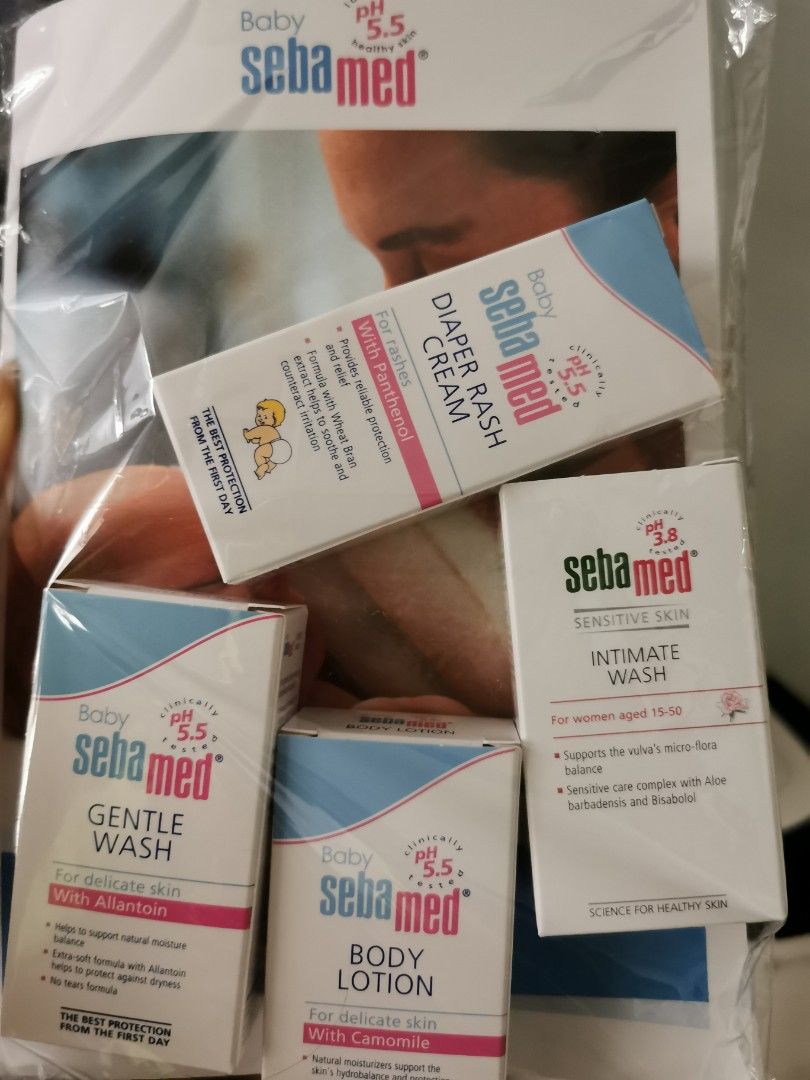 Baby
pH
5.5
healthy skin
sebamed®
Baby
sebamed
clinically
pH
5.5
tested
DIAPER RASH
CREAM
For rashes
With Panthenol
Provides reliable protection
and relief
Formula with Wheat Bran
extract helps to soothe and
counteract irritation
THE BEST PROTECTION
FROM THE FIRST DAY
clinically
pH
3.8
tested
sebamed®
SENSITIVE SKIN
INTIMATE
WASH
For women aged 15-50
Supports the vulva's micro-flora
balance
Sensitive care complex with Aloe
barbadensis and Bisabolol
SCIENCE FOR HEALTHY SKIN
Baby
clinically
pH
5.5
tested
sebamed®
GENTLE
WASH
For delicate skin
With Allantoin
Helps to support natural moisture
balance
Extra-soft formula with Allantoin
helps to protect against dryness
No tears formula
THE BEST PROTECTION
FROM THE FIRST DAY
sebamed
BODY LOTION
Baby
clinically
pH
5.5
tested
sebamed®
BODY
LOTION
For delicate skin
With Camomile
Natural moisturizers support the
skin's hydrobalance and